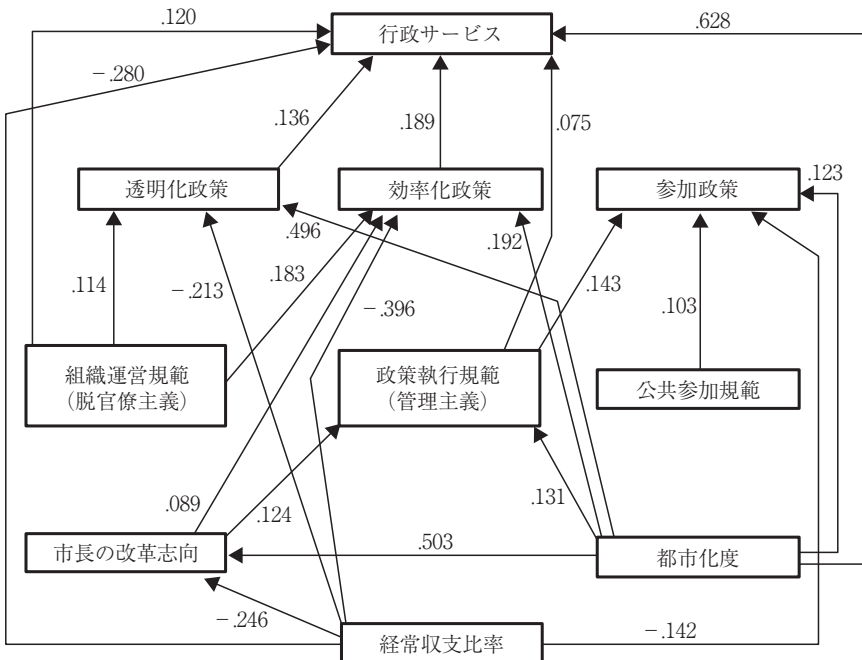 .120
行政サービス
.628
－.280
.136
.189
.075
透明化政策
効率化政策
参加政策
.123
.496
.192
.114
.183
－.213
－.396
.143
.103
組織運営規範
(脱官僚主義)
政策執行規範
(管理主義)
公共参加規範
.089
.124
.131
市長の改革志向
.503
都市化度
－.246
経常収支比率
－.142